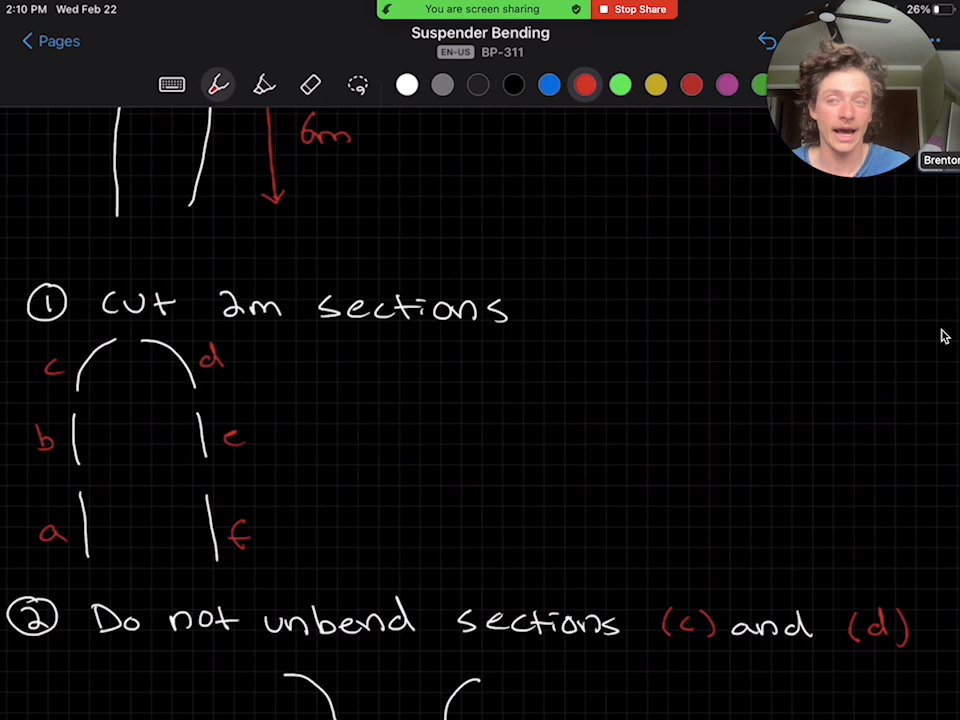 2:10 PM Wed Feb 22
You are screen sharing
Stop Share
26%
Pages
Suspender Bending
EN-US BP-311
Brenton
6m
① cut 2m sections
c d
b e
a f
② Do not unbend sections (c) and (d)